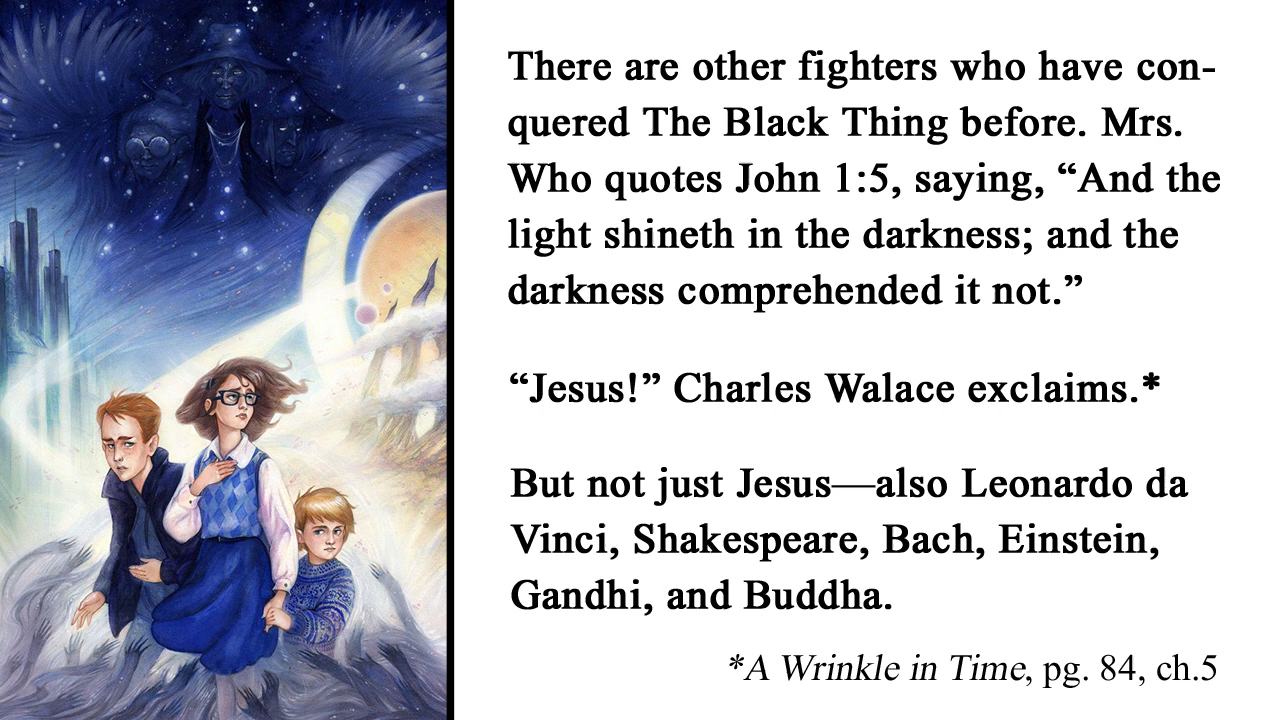 There are other fighters who have con-
quered The Black Thing before. Mrs.
Who quotes John 1:5, saying, “And the
light shineth in the darkness; and the
darkness comprehended it not.”
“Jesus!” Charles Walace exclaims.*
But not just Jesus—also Leonardo da
Vinci, Shakespeare, Bach, Einstein,
Gandhi, and Buddha.
*A Wrinkle in Time, pg. 84, ch.5